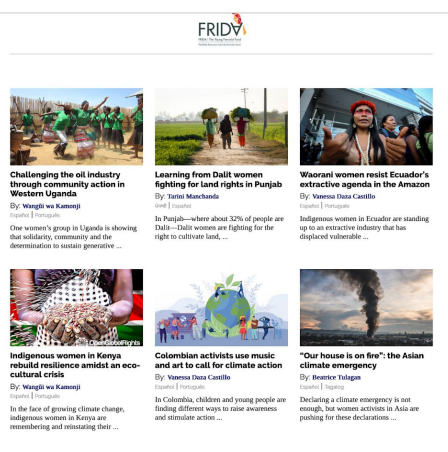 FRIDA
FRIDA | The Young Feminist Fund
Challenging the oil industry
through community action in
Western Uganda
By: Wangũi wa Kamonji
Español | Português
One women's group in Uganda is showing
that solidarity, community and the
determination to sustain generative ...
Learning from Dalit women
fighting for land rights in Punjab
By: Tarini Manchanda
Español
In Punjab—where about 32% of people are
Dalit—Dalit women are fighting for the
right to cultivate land, ...
Waorani women resist Ecuador's
extractive agenda in the Amazon
By: Vanessa Daza Castillo
Español | Português
Indigenous women in Ecuador are standing
up to an extractive industry that has
displaced vulnerable ...
OpenGlobalRights
Indigenous women in Kenya
rebuild resilience amidst an eco-
cultural crisis
By: Wangũi wa Kamonji
Español | Português
In the face of growing climate change,
indigenous women in Kenya are
remembering and reinstating their ...
Colombian activists use music
and art to call for climate action
By: Vanessa Daza Castillo
Español | Português
In Colombia, children and young people are
finding different ways to raise awareness
and stimulate action ...
“Our house is on fire”: the Asian
climate emergency
By: Beatrice Tulagan
Español | Tagalog
Declaring a climate emergency is not
enough, but women activists in Asia are
pushing for these declarations ...